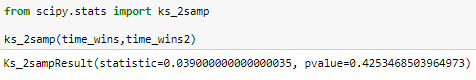 from scipy.stats import ks_2samp
ks_2samp(time_wins,time_wins2)
Ks_2sampResult(statistic=0.039000000000000035, pvalue=0.4253468503964973)